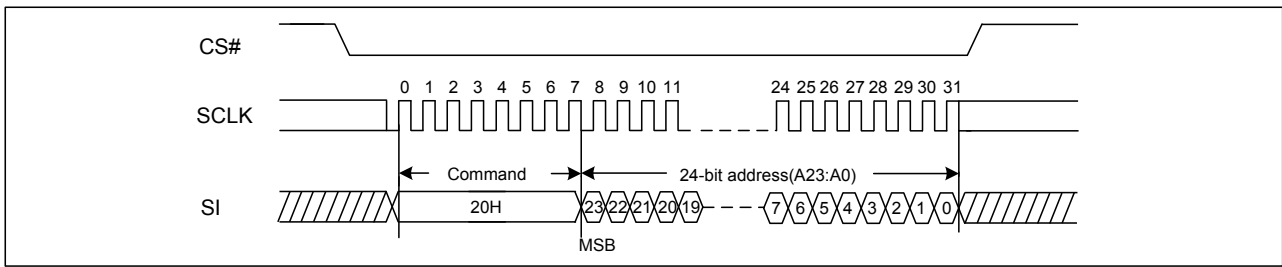 CS#
0 1 2 3 4 5 6 7 8 9 10 11 24 25 26 27 28 29 30 31
SCLK
Command 24-bit address(A23:A0)
SI 20H 23 22 21 20 19 7 6 5 4 3 2 1 0
MSB